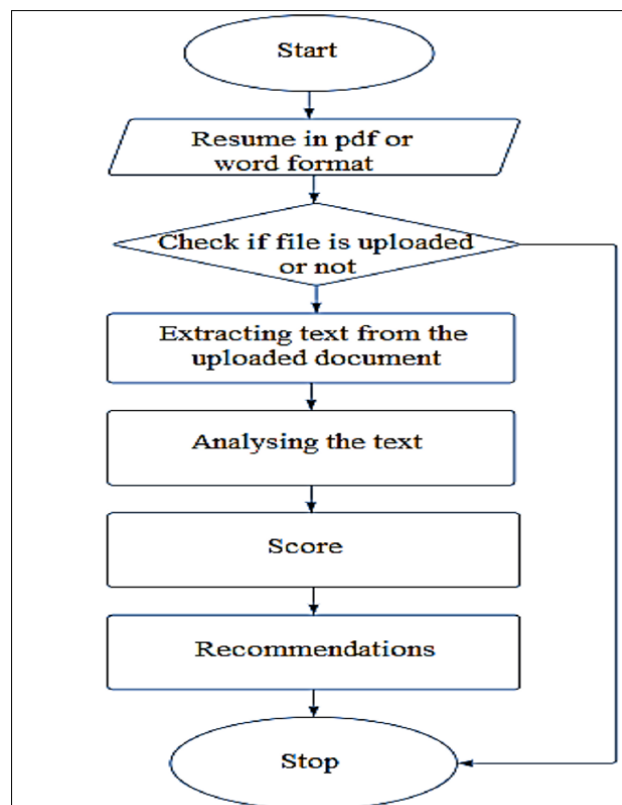 Start
Resume in pdf or
word format
Check if file is uploaded
or not
Extracting text from the
uploaded document
Analysing the text
Score
Recommendations
Stop